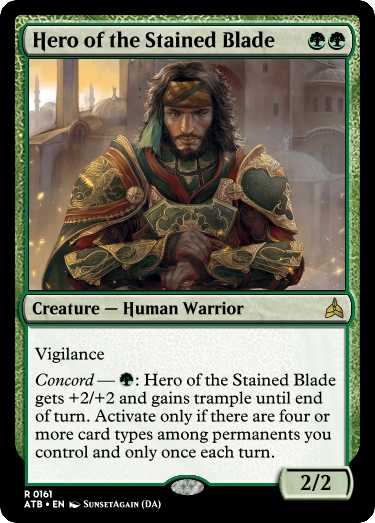 Hero of the Stained Blade
Creature — Human Warrior
Vigilance
Concord — : Hero of the Stained Blade
gets +2/+2 and gains trample until end
of turn. Activate only if there are four or
more card types among permanents you
control and only once each turn.
2/2
R 0161
ATB • EN SunsetAgain (DA)